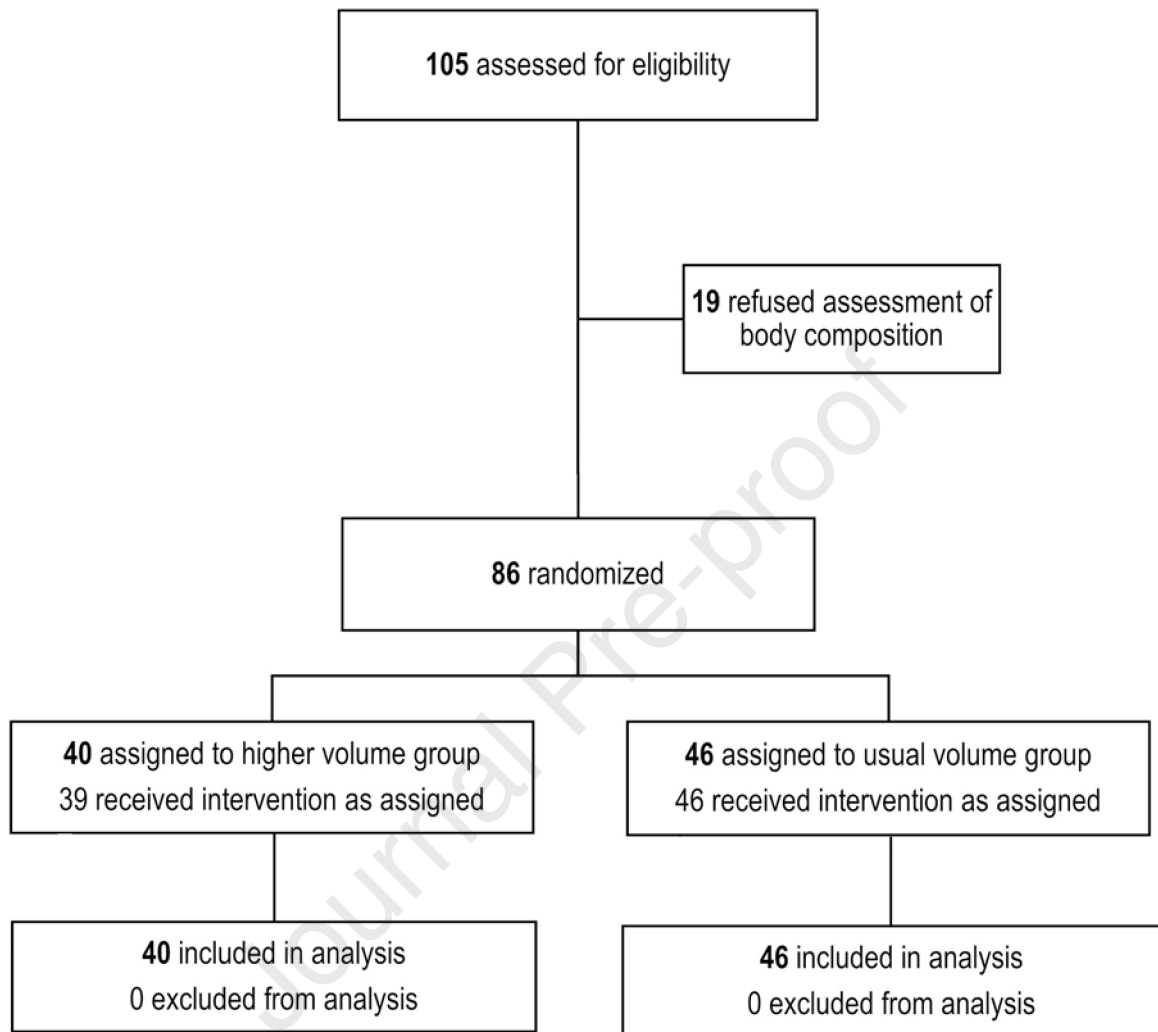 105 assessed for eligibility
19 refused assessment of
body composition
86 randomized
40 assigned to higher volume group
39 received intervention as assigned
46 assigned to usual volume group
46 received intervention as assigned
40 included in analysis
0 excluded from analysis
46 included in analysis
0 excluded from analysis
Journal Pre-proof